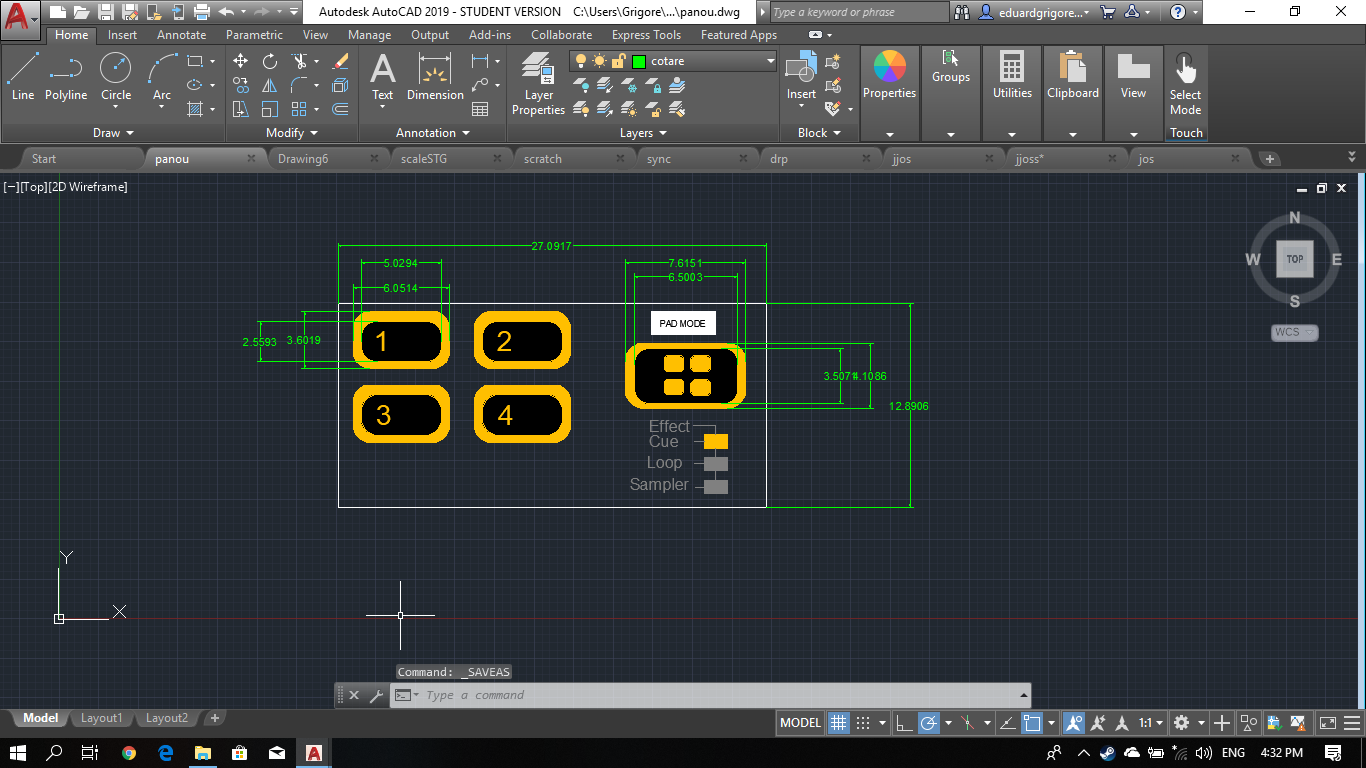 Autodesk AutoCAD 2019 - STUDENT VERSION C:\Users\Grigore\...\panou.dwg
Type a keyword or phrase
eduardgrigore...
Home Insert Annotate Parametric View Manage Output Add-ins Collaborate Express Tools Featured Apps
cotare
Line Polyline Circle Arc
Text Dimension
Layer
Properties
Insert
Properties
Groups
Utilities
Clipboard
View
Select
Mode
Draw Modify Annotation Layers Block Touch
Start panou Drawing6 scaleSTG scratch sync drp jjos jjoss* jos
[−][Top][2D Wireframe]
N
W TOP E
S
WCS
27.0917
5.0294
7.6151
6.5003
6.0514
PAD MODE
2.5593
3.6019
1
2
3.5071
4.1086
12.8906
3
4
Effect
Cue
Loop
Sampler
Y
X
Command: _SAVEAS
Type a command
Model Layout1 Layout2
MODEL
1:1
ENG
4:32 PM